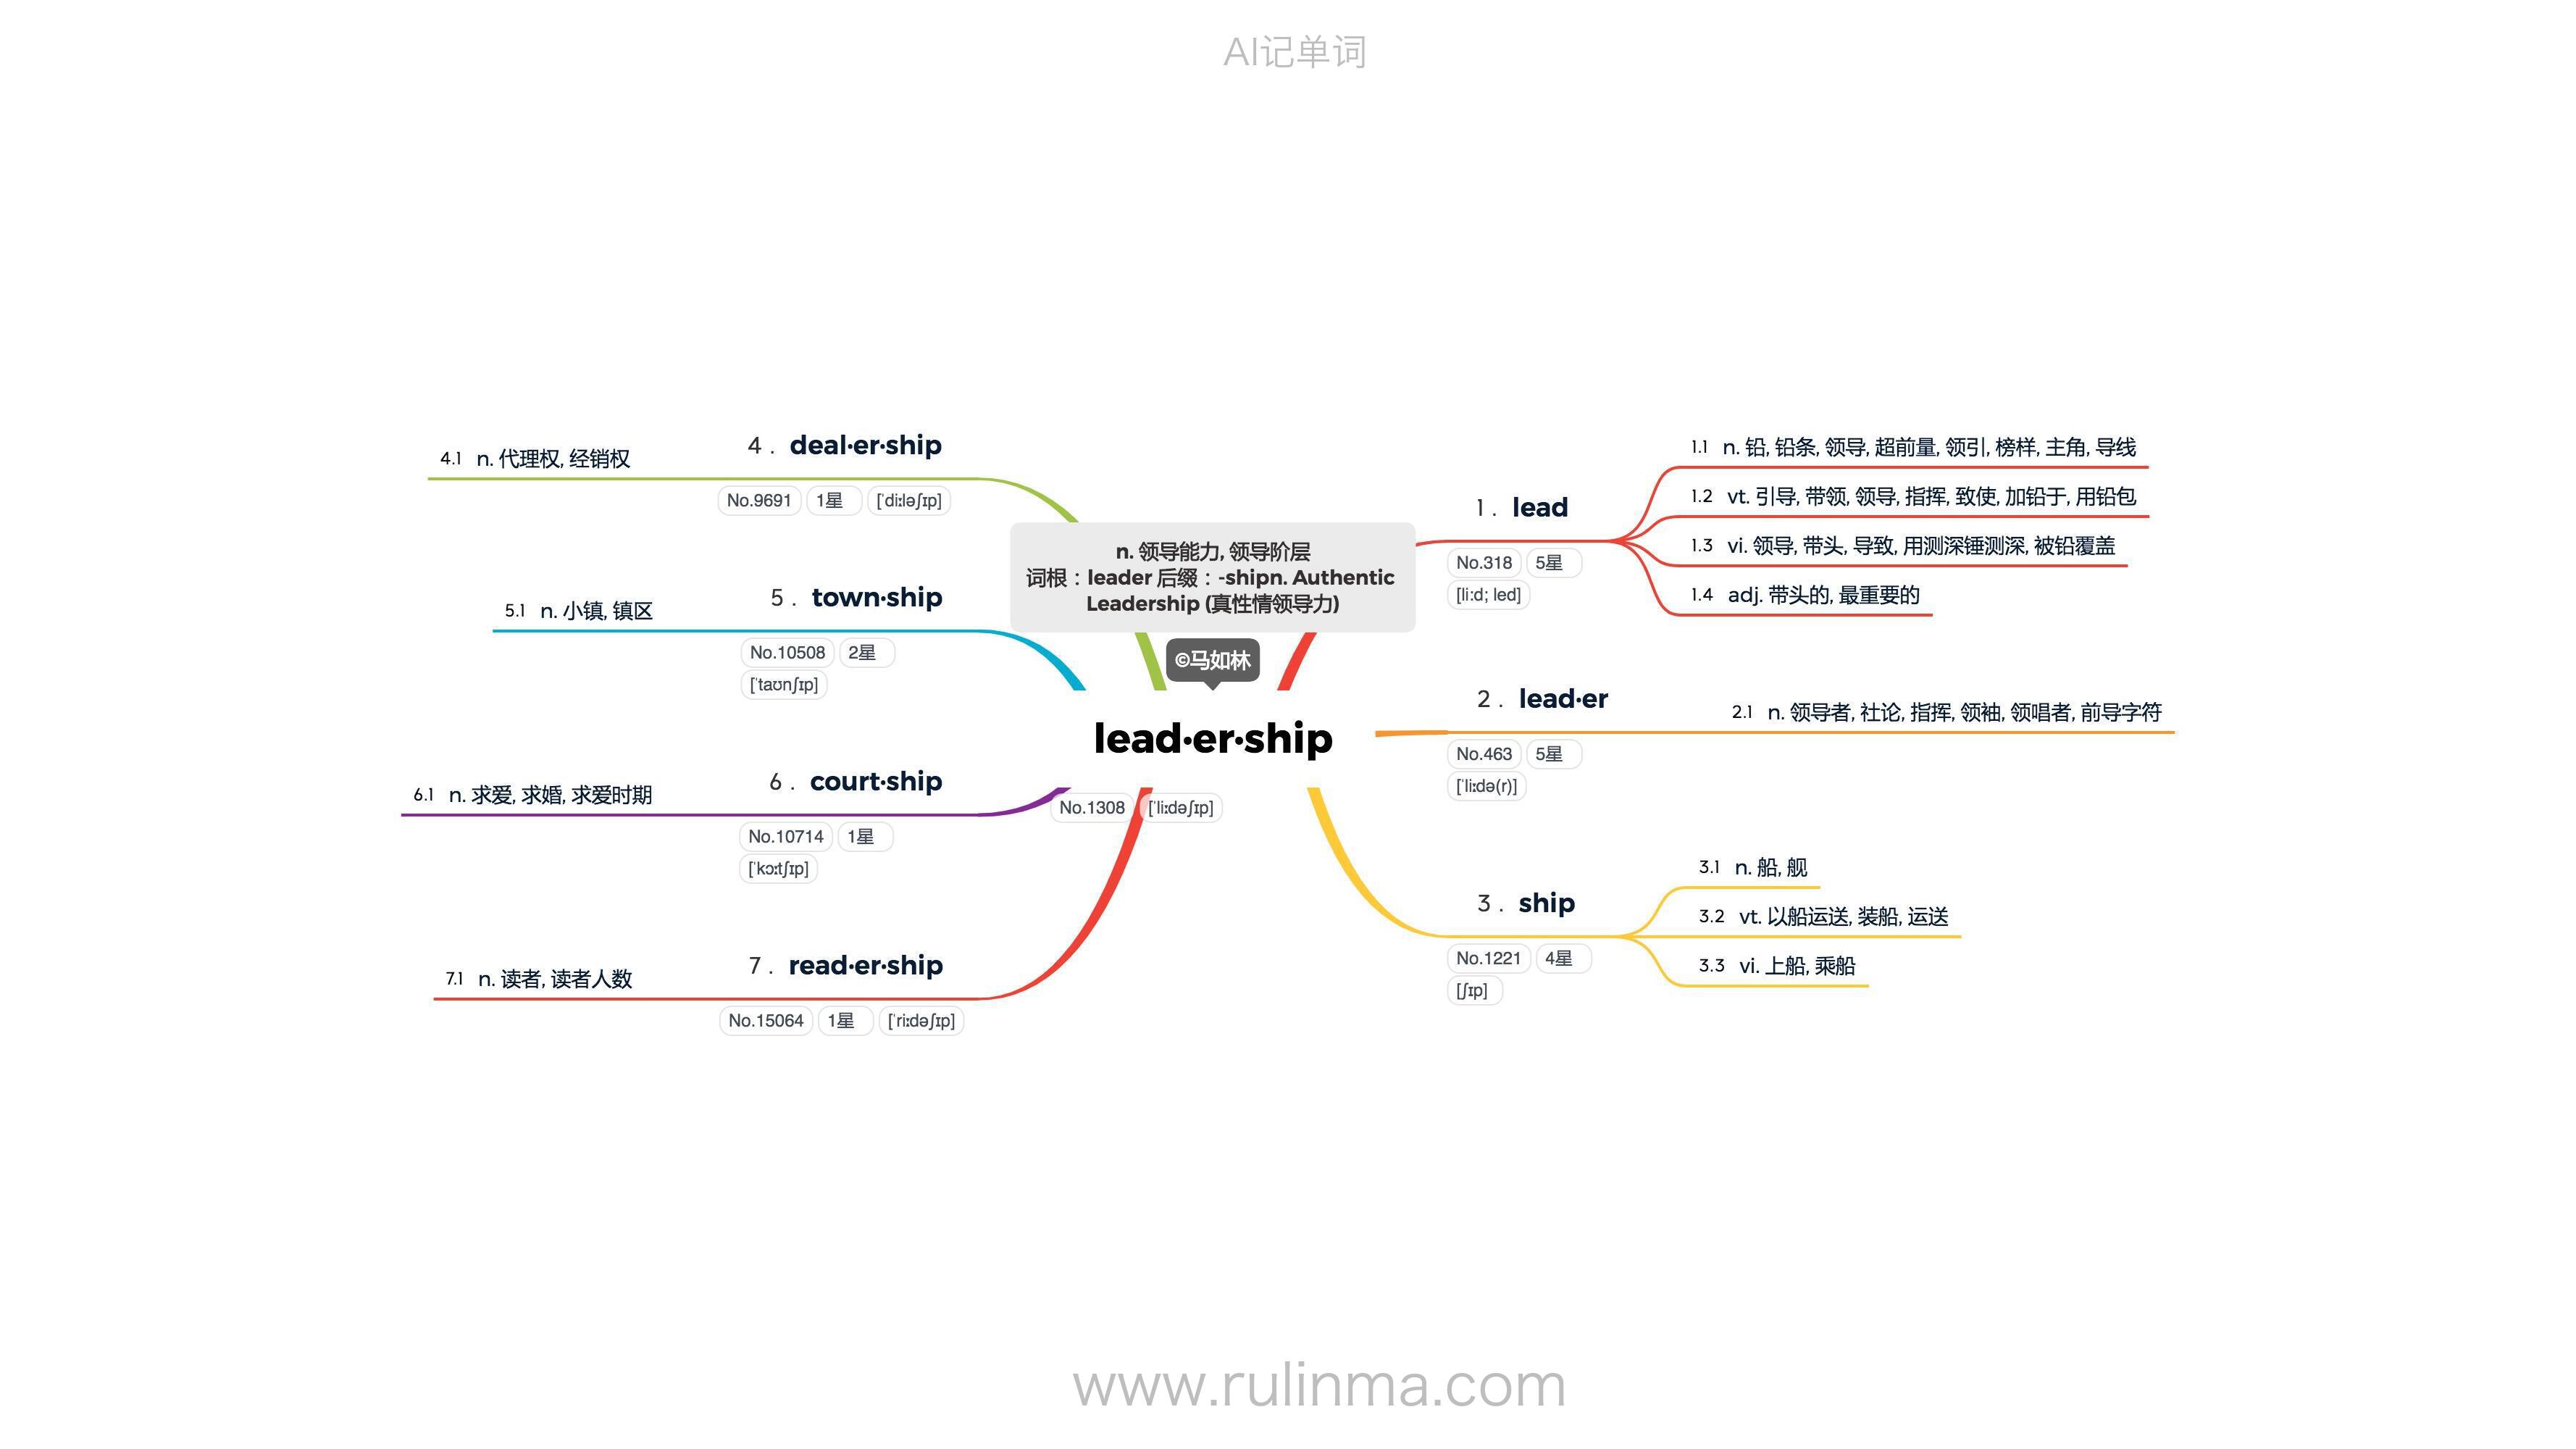 AI记单词
n. 领导能力, 领导阶层
词根：leader 后缀：-shipn. Authentic
Leadership (真性情领导力)
©马如林
lead·er·ship
No.1308 [ˈliːdəʃɪp]
1. lead
No.318 5星
[liːd; led]
1.1 n. 铅, 铅条, 领导, 超前量, 领引, 榜样, 主角, 导线
1.2 vt. 引导, 带领, 领导, 指挥, 致使, 加铅于, 用铅包
1.3 vi. 领导, 带头, 导致, 用测深锤测深, 被铅覆盖
1.4 adj. 带头的, 最重要的
2. lead·er
No.463 5星
[ˈliːdə(r)]
2.1 n. 领导者, 社论, 指挥, 领袖, 领唱者, 前导字符
3. ship
No.1221 4星
[ʃɪp]
3.1 n. 船, 舰
3.2 vt. 以船运送, 装船, 运送
3.3 vi. 上船, 乘船
4. deal·er·ship
No.9691 1星 [ˈdiːləʃɪp]
4.1 n. 代理权, 经销权
5. town·ship
No.10508 2星
[ˈtaʊnʃɪp]
5.1 n. 小镇, 镇区
6. court·ship
No.10714 1星
[ˈkɔːtʃɪp]
6.1 n. 求爱, 求婚, 求爱时期
7. read·er·ship
No.15064 1星 [ˈriːdəʃɪp]
7.1 n. 读者, 读者人数
www.rulinma.com